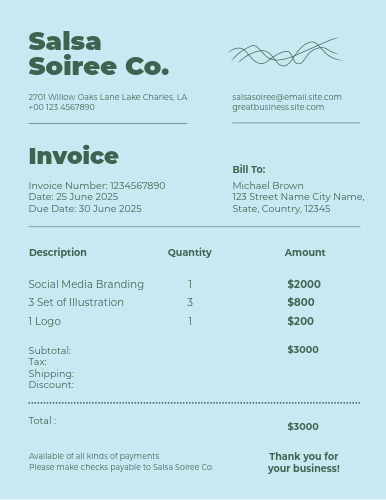 Salsa
Soiree Co.
2701 Willow Oaks Lane Lake Charles, LA
+00 123 4567890
salsasoiree@email.site.com
greatbusiness.site.com
Invoice
Invoice Number: 1234567890
Date: 25 June 2025
Due Date: 30 June 2025
Bill To:
Michael Brown
123 Street Name City Name,
State, Country, 12345
Description Quantity Amount
Social Media Branding 1 $2000
3 Set of Illustration 3 $800
1 Logo 1 $200
Subtotal: $3000
Tax:
Shipping:
Discount:
Total : $3000
Available of all kinds of payments
Please make checks payable to Salsa Soiree Co.
Thank you for
your business!